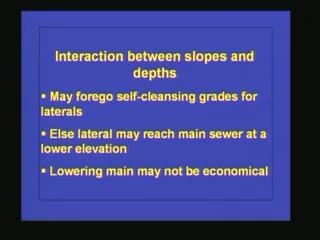 Interaction between slopes and
depths
▪ May forego self-cleansing grades for
laterals
▪ Else lateral may reach main sewer at a
lower elevation
▪ Lowering main may not be economical